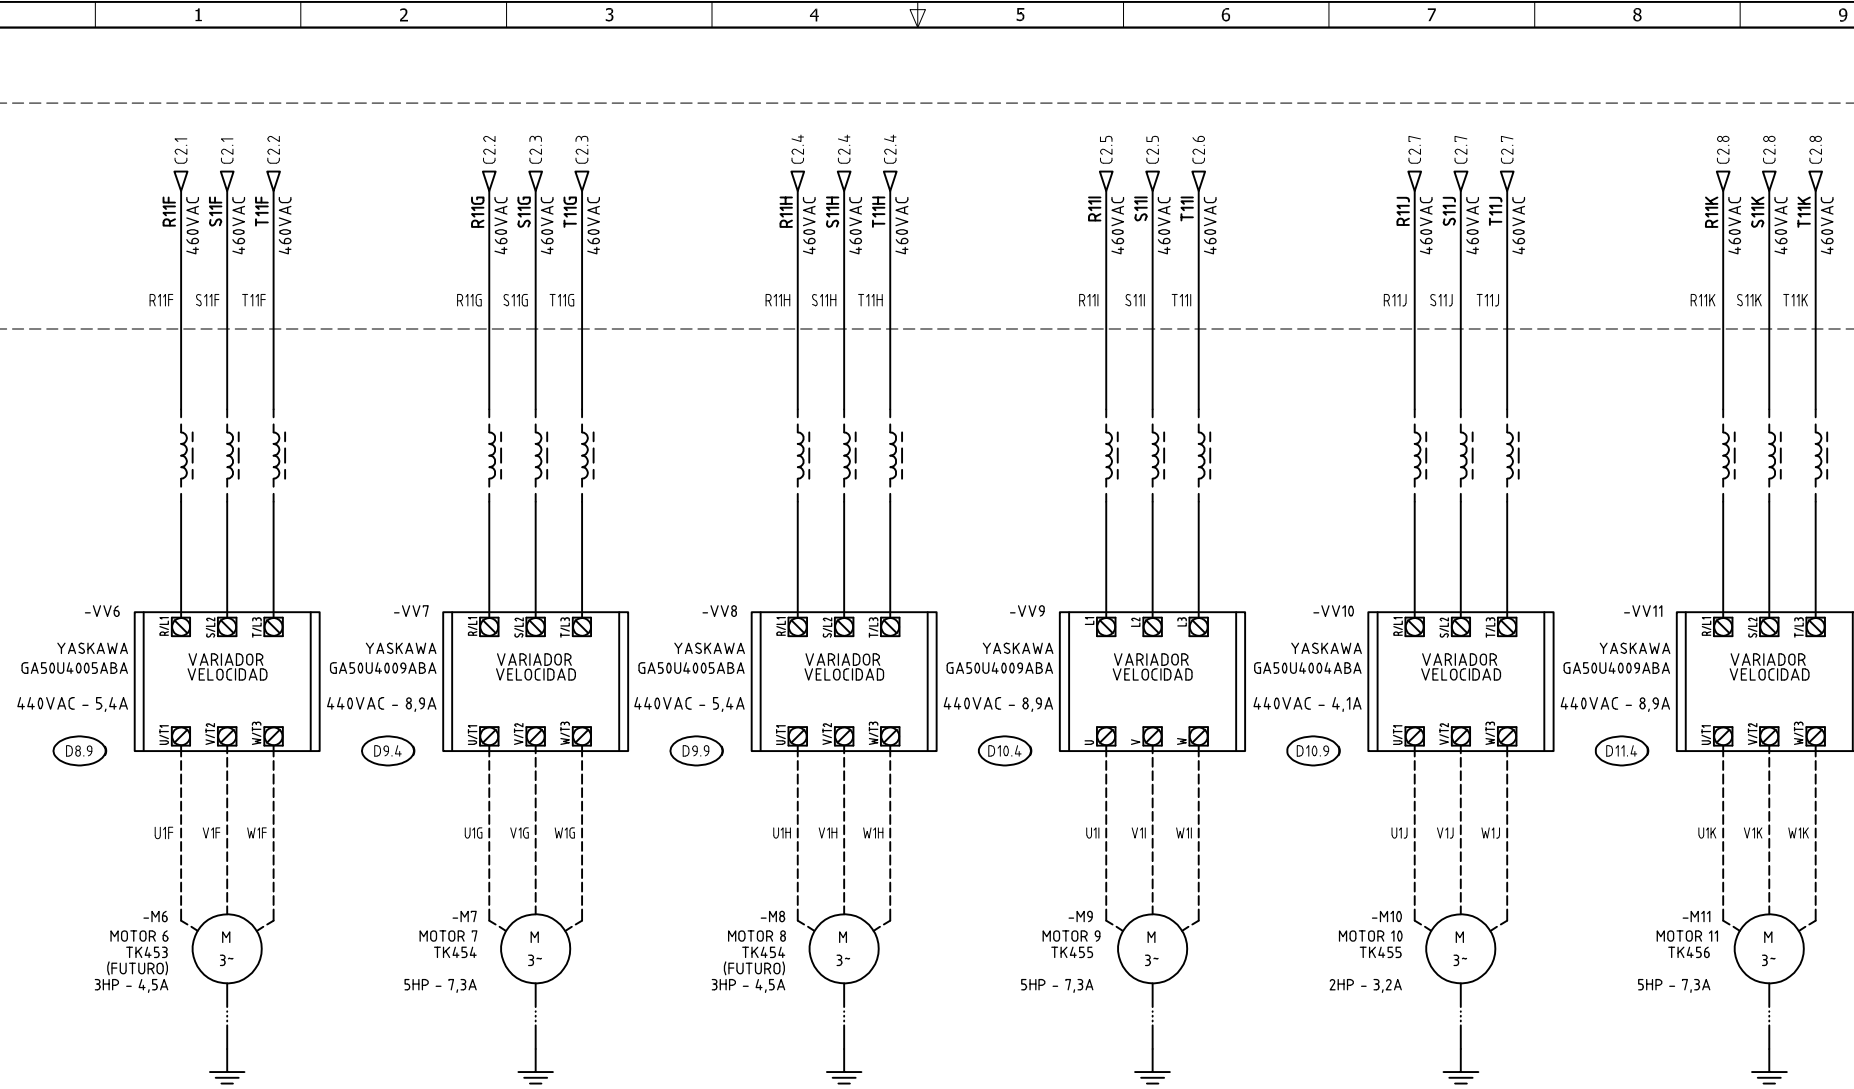 1 2 3 4 5 6 7 8 9
C2.1 C2.1 C2.2 C2.2 C2.3 C2.3 C2.4 C2.4 C2.4 C2.5 C2.5 C2.6 C2.7 C2.7 C2.7 C2.8 C2.8 C2.8
R11F S11F T11F R11G S11G T11G R11H S11H T11H R11I S11I T11I R11J S11J T11J R11K S11K T11K
460VAC 460VAC 460VAC 460VAC 460VAC 460VAC 460VAC 460VAC 460VAC 460VAC 460VAC 460VAC 460VAC 460VAC 460VAC 460VAC 460VAC 460VAC
R11F S11F T11F R11G S11G T11G R11H S11H T11H R11I S11I T11I R11J S11J T11J R11K S11K T11K
-VV6
YASKAWA
GA50U4005ABA
440VAC - 5,4A
D8.9
R/L1 S/L2 T/L3
VARIADOR
VELOCIDAD
U/T1 V/T2 W/T3
-VV7
YASKAWA
GA50U4009ABA
440VAC - 8,9A
D9.4
R/L1 S/L2 T/L3
VARIADOR
VELOCIDAD
U/T1 V/T2 W/T3
-VV8
YASKAWA
GA50U4005ABA
440VAC - 5,4A
D9.9
R/L1 S/L2 T/L3
VARIADOR
VELOCIDAD
U/T1 V/T2 W/T3
-VV9
YASKAWA
GA50U4009ABA
440VAC - 8,9A
D10.4
L1 L2 L3
VARIADOR
VELOCIDAD
U V W
-VV10
YASKAWA
GA50U4004ABA
440VAC - 4,1A
D10.9
R/L1 S/L2 T/L3
VARIADOR
VELOCIDAD
U/T1 V/T2 W/T3
-VV11
YASKAWA
GA50U4009ABA
440VAC - 8,9A
D11.4
R/L1 S/L2 T/L3
VARIADOR
VELOCIDAD
U/T1 V/T2 W/T3
U1F V1F W1F U1G V1G W1G U1H V1H W1H U1I V1I W1I U1J V1J W1J U1K V1K W1K
-M6
MOTOR 6
TK453
(FUTURO)
3HP - 4,5A
M
3~
-M7
MOTOR 7
TK454
5HP - 7,3A
M
3~
-M8
MOTOR 8
TK454
(FUTURO)
3HP - 4,5A
M
3~
-M9
MOTOR 9
TK455
5HP - 7,3A
M
3~
-M10
MOTOR 10
TK455
2HP - 3,2A
M
3~
-M11
MOTOR 11
TK456
5HP - 7,3A
M
3~